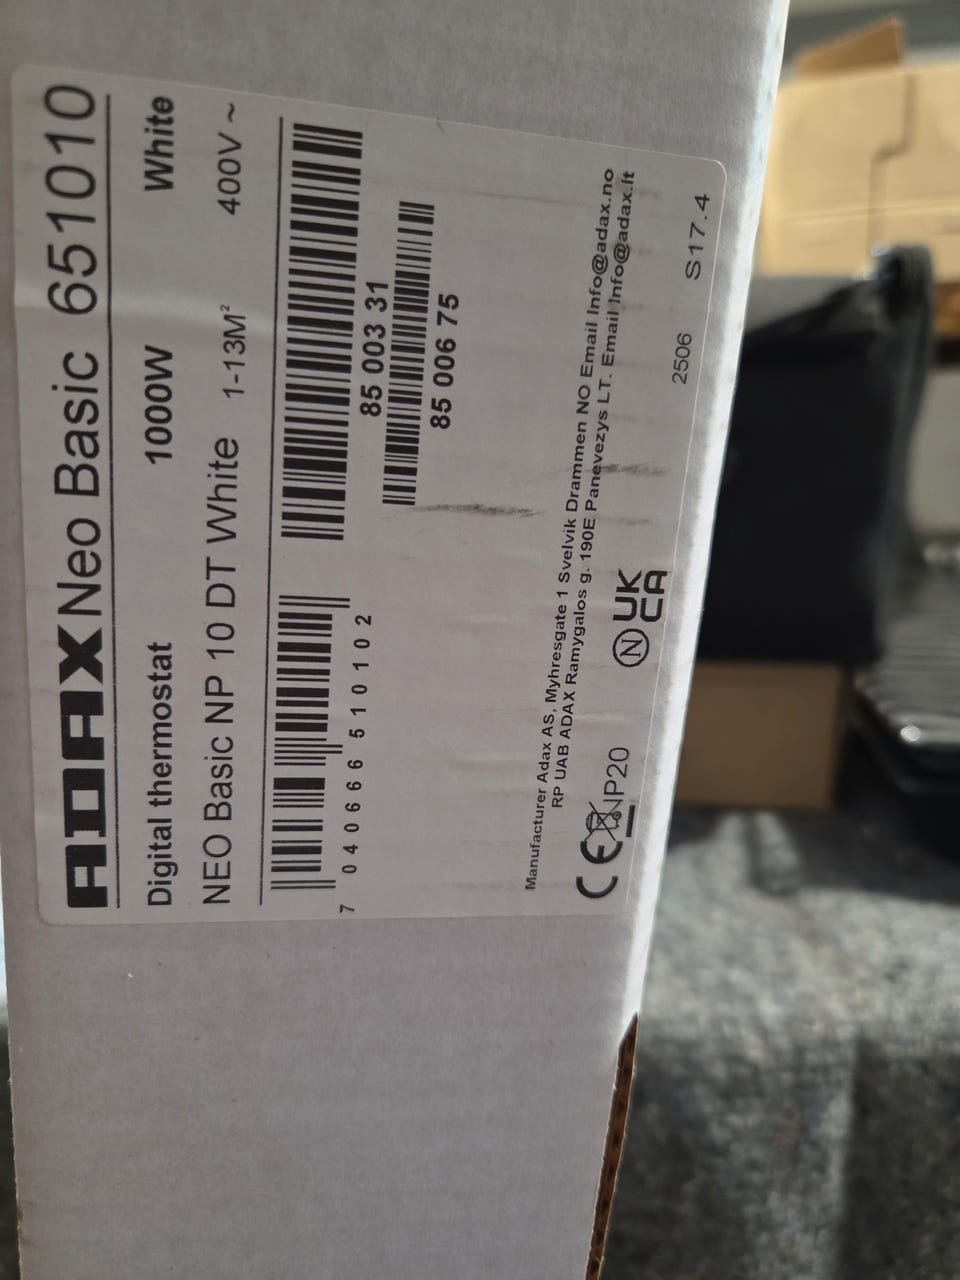 ADAX Neo Basic 651010
Digital thermostat 1000W White
NEO Basic NP 10 DT White 1-13M² 400V ~
7 040666 510102
85 003 31
85 006 75
Manufacturer Adax AS, Myhresgate 1 Svelvik Drammen NO Email Info@adax.no
RP UAB ADAX Ramygalos g. 190E Panevezys LT. Email Info@adax.lt
CE IP20 N UK CA
2506 S17.4